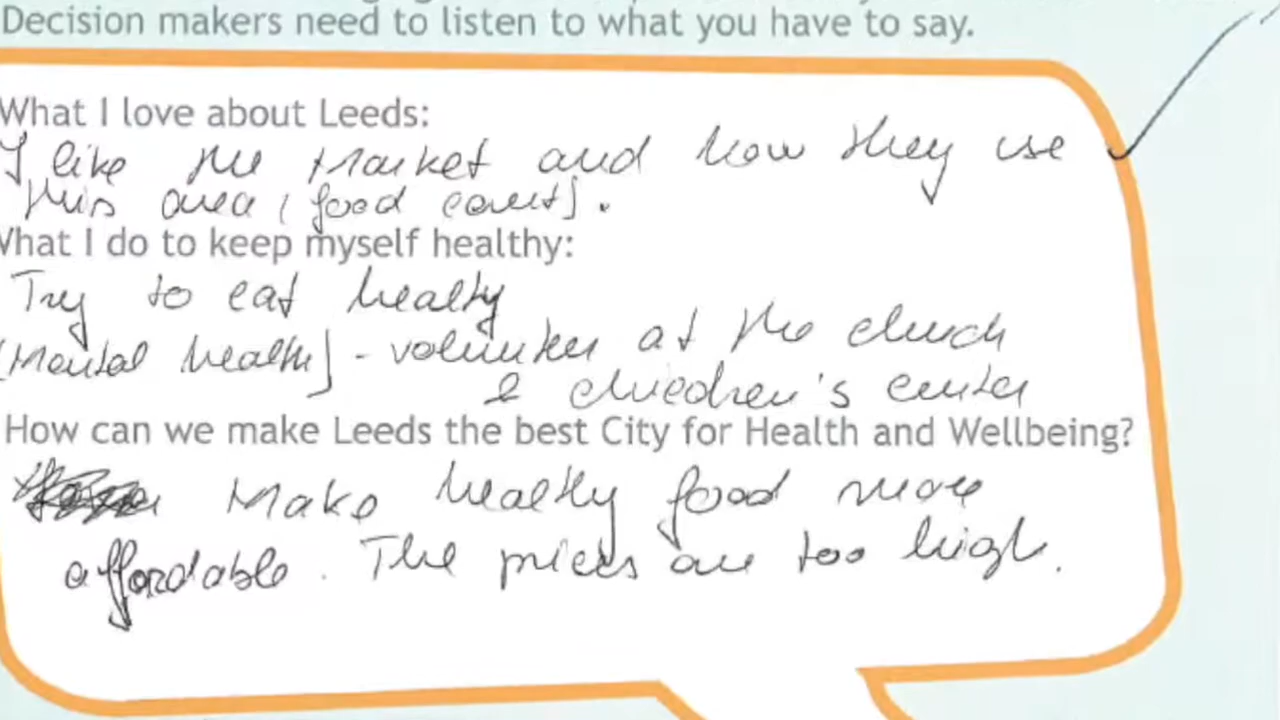 Decision makers need to listen to what you have to say.
What I love about Leeds:
I like the Market and how they use
this area (food court).
What I do to keep myself healthy:
Try to eat healthy
(Mental health) - volunteer at the church
& children's center
How can we make Leeds the best City for Health and Wellbeing?
Make healthy food more
affordable. The prices are too high.